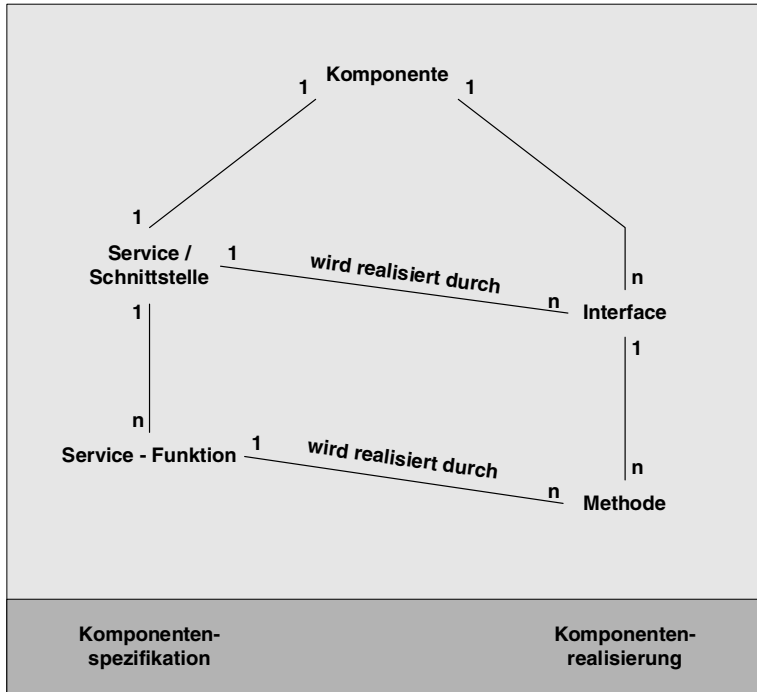 Komponente
1
1
1
Service /
Schnittstelle
1
wird realisiert durch
n
n
Interface
1
1
n
n
Service - Funktion
1
wird realisiert durch
n
Methode
Komponenten-
spezifikation
Komponenten-
realisierung